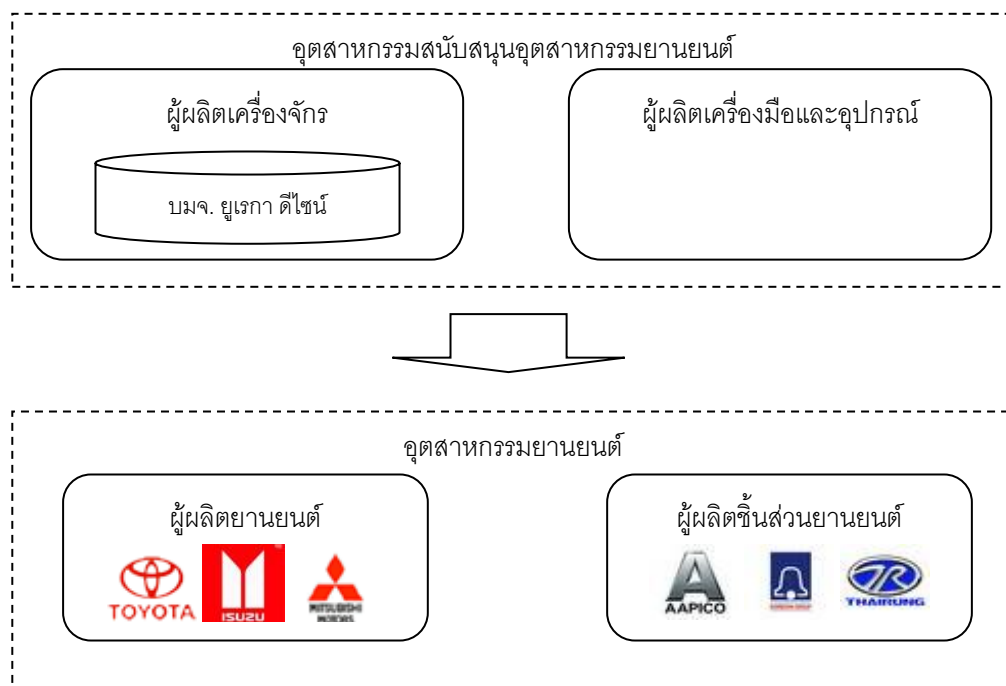 อุตสาหกรรมสนับสนุนอุตสาหกรรมยานยนต์
ผู้ผลิตเครื่องจักร
ผู้ผลิตเครื่องมือและอุปกรณ์
บมจ. ยูเรกา ดีไซน์
อุตสาหกรรมยานยนต์
ผู้ผลิตยานยนต์
ผู้ผลิตชิ้นส่วนยานยนต์
TOYOTA
ISUZU
MITSUBISHI
MOTORS
AAPICO
TR
THAIRUNG